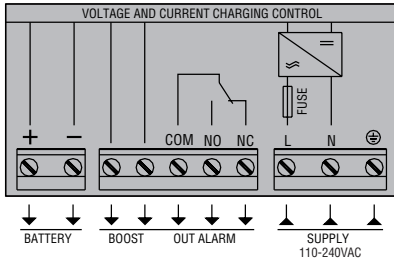 VOLTAGE AND CURRENT CHARGING CONTROL
FUSE
+ − COM NO NC L N
BATTERY BOOST OUT ALARM SUPPLY
110-240VAC